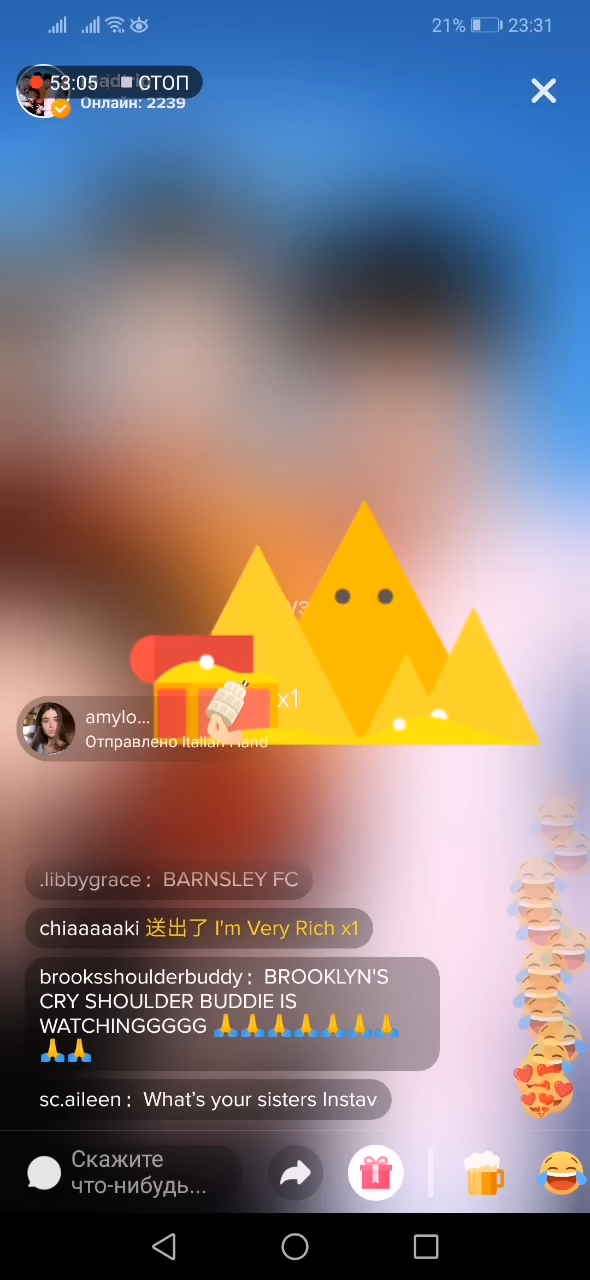 21% 23:31
53:05 СТОП
Онлайн: 2239
x1
amylo...
Отправлено Italian Hand
.libbygrace : BARNSLEY FC
chiaaaaaki 送出了 I'm Very Rich x1
brooksshoulderbuddy : BROOKLYN'S
CRY SHOULDER BUDDIE IS
WATCHINGGGGG 🙏🙏🙏🙏🙏🙏🙏
🙏🙏
sc.aileen : What's your sisters Instav
Скажите
что-нибудь...